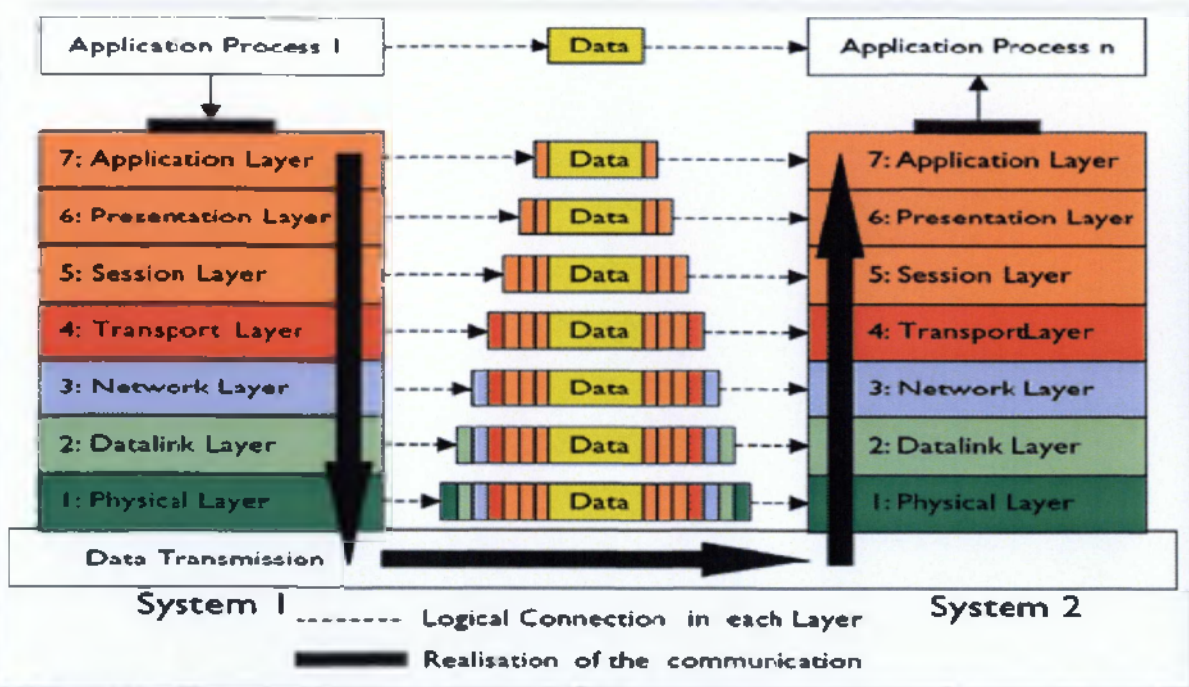 Application Process 1
Data
Application Process n
7: Application Layer
Data
7: Application Layer
6: Presentation Layer
Data
6: Presentation Layer
5: Session Layer
Data
5: Session Layer
4: Transport Layer
Data
4: TransportLayer
3: Network Layer
Data
3: Network Layer
2: Datalink Layer
Data
2: Datalink Layer
1: Physical Layer
Data
1: Physical Layer
Data Transmission
System 1
System 2
Logical Connection in each Layer
Realisation of the communication